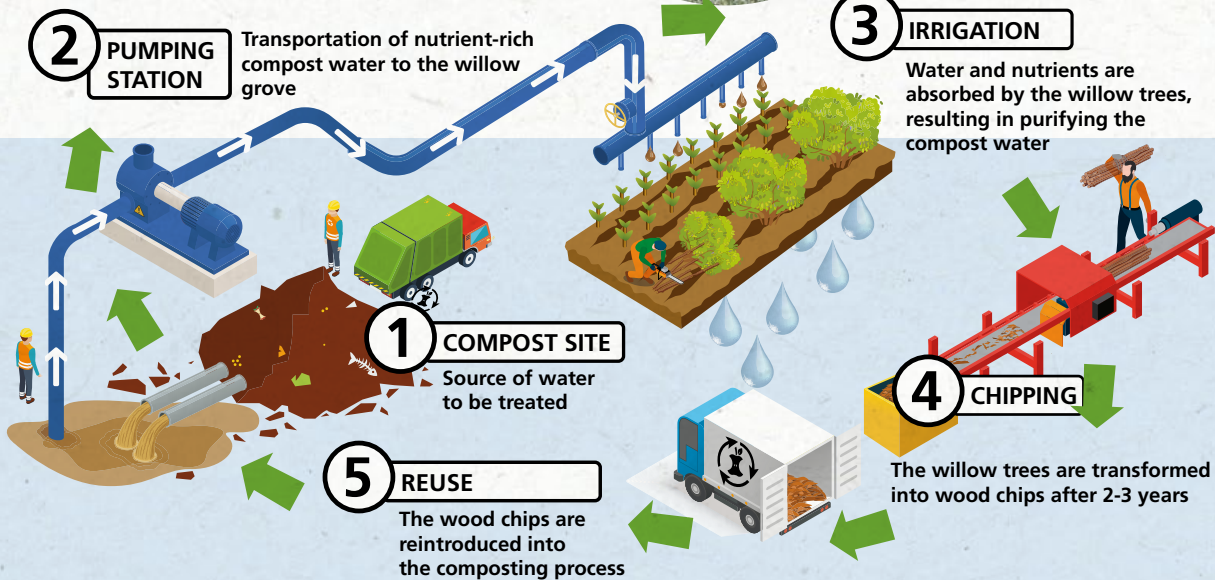 1
COMPOST SITE
Source of water
to be treated
2
PUMPING
STATION
Transportation of nutrient-rich
compost water to the willow
grove
3
IRRIGATION
Water and nutrients are
absorbed by the willow trees,
resulting in purifying the
compost water
4
CHIPPING
The willow trees are transformed
into wood chips after 2-3 years
5
REUSE
The wood chips are
reintroduced into
the composting process